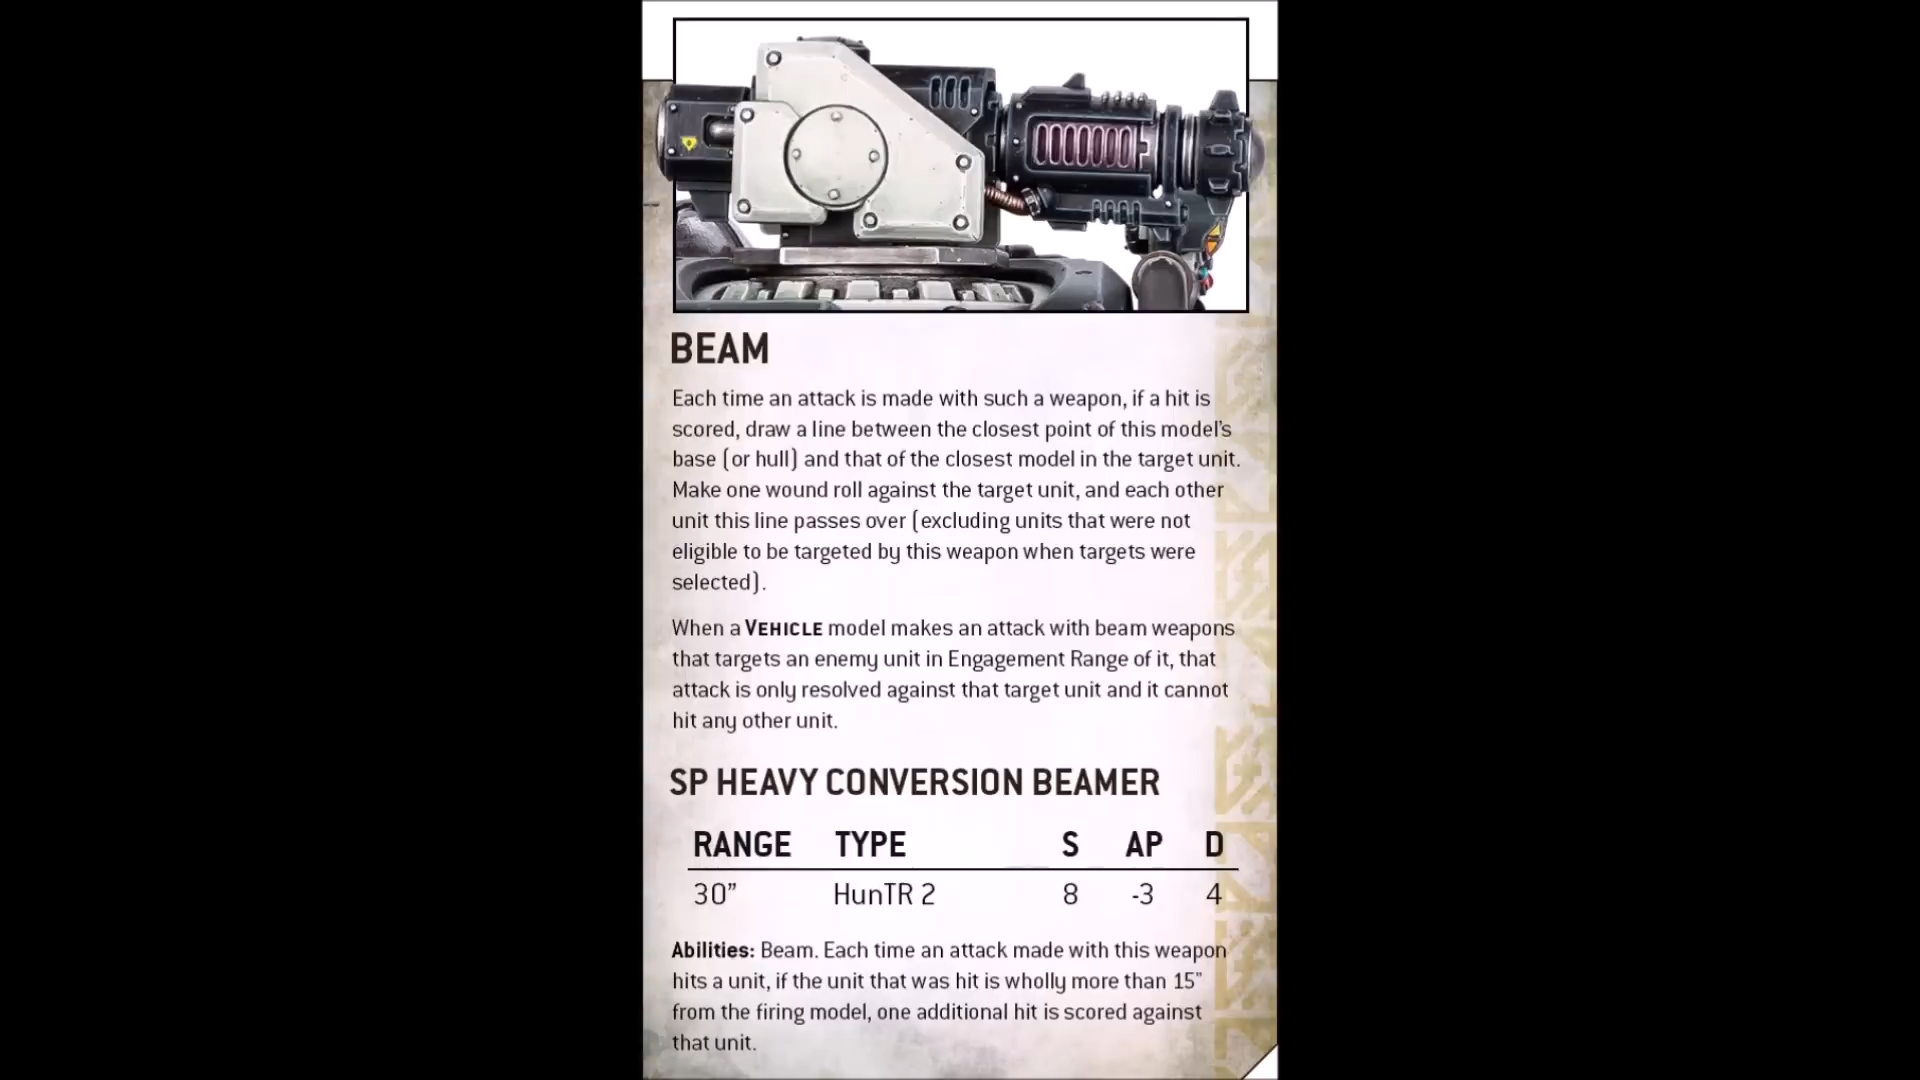 BEAM
Each time an attack is made with such a weapon, if a hit is
scored, draw a line between the closest point of this model's
base (or hull) and that of the closest model in the target unit.
Make one wound roll against the target unit, and each other
unit this line passes over (excluding units that were not
eligible to be targeted by this weapon when targets were
selected).
When a VEHICLE model makes an attack with beam weapons
that targets an enemy unit in Engagement Range of it, that
attack is only resolved against that target unit and it cannot
hit any other unit.
SP HEAVY CONVERSION BEAMER
RANGE TYPE S AP D
30” HunTR 2 8 -3 4
Abilities: Beam. Each time an attack made with this weapon
hits a unit, if the unit that was hit is wholly more than 15”
from the firing model, one additional hit is scored against
that unit.